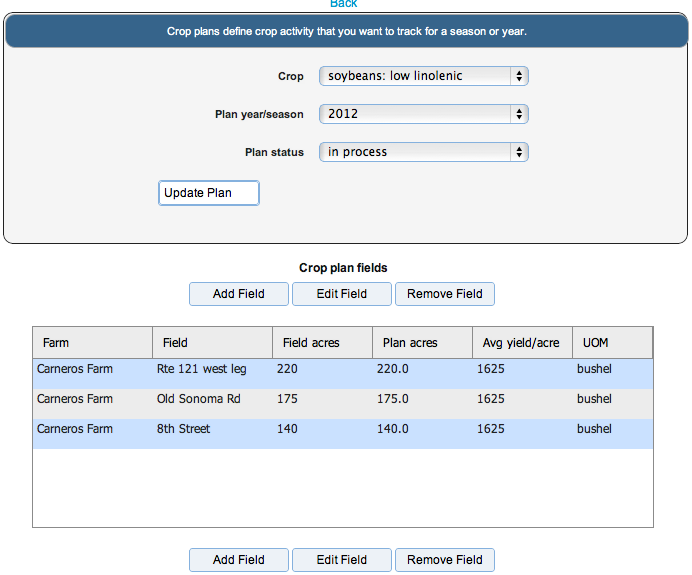 Back
Crop plans define crop activity that you want to track for a season or year.
Crop soybeans: low linolenic
Plan year/season 2012
Plan status in process
Update Plan
Crop plan fields
Add Field Edit Field Remove Field
Farm Field Field acres Plan acres Avg yield/acre UOM
Carneros Farm Rte 121 west leg 220 220.0 1625 bushel
Carneros Farm Old Sonoma Rd 175 175.0 1625 bushel
Carneros Farm 8th Street 140 140.0 1625 bushel
Add Field Edit Field Remove Field